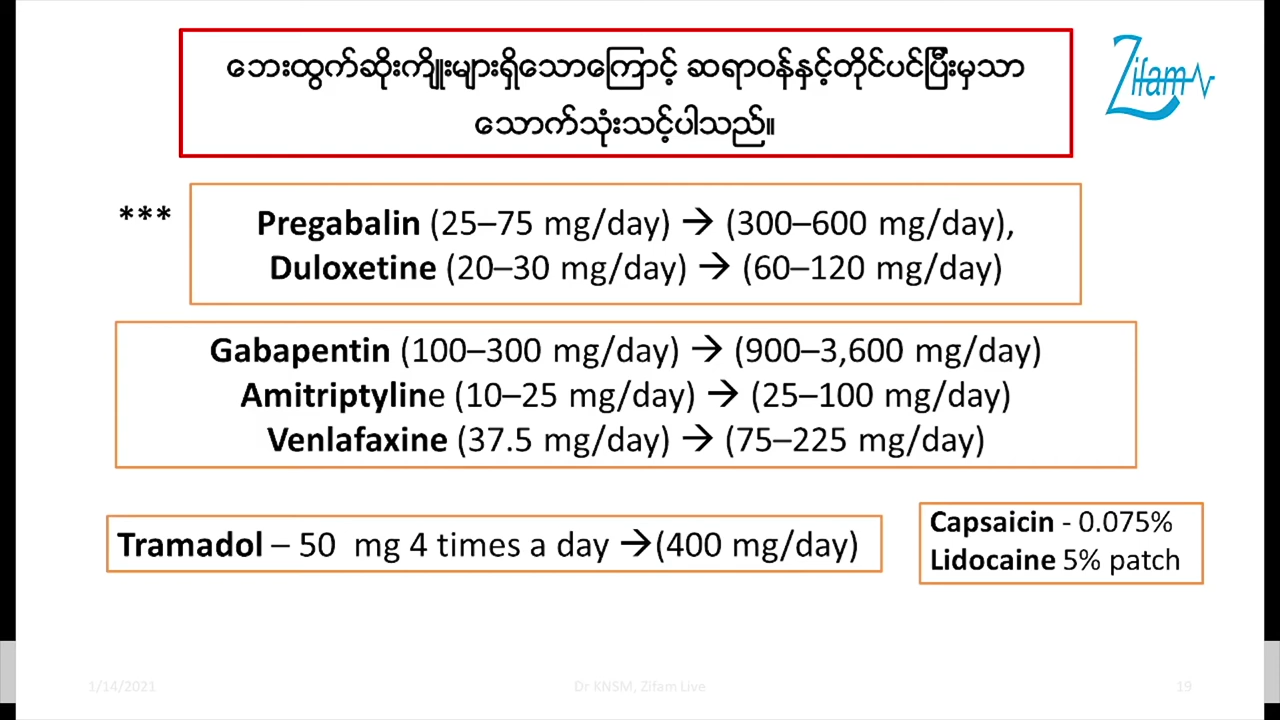 ဘေးထွက်ဆိုးကျိုးများရှိသောကြောင့် ဆရာဝန်နှင့်တိုင်ပင်ပြီးမှသာ
သောက်သုံးသင့်ပါသည်။
Zifam
***
Pregabalin (25–75 mg/day) → (300–600 mg/day),
Duloxetine (20–30 mg/day) → (60–120 mg/day)
Gabapentin (100–300 mg/day) → (900–3,600 mg/day)
Amitriptyline (10–25 mg/day) → (25–100 mg/day)
Venlafaxine (37.5 mg/day) → (75–225 mg/day)
Tramadol – 50 mg 4 times a day →(400 mg/day)
Capsaicin - 0.075%
Lidocaine 5% patch
1/14/2021
Dr KNSM, Zifam Live
19